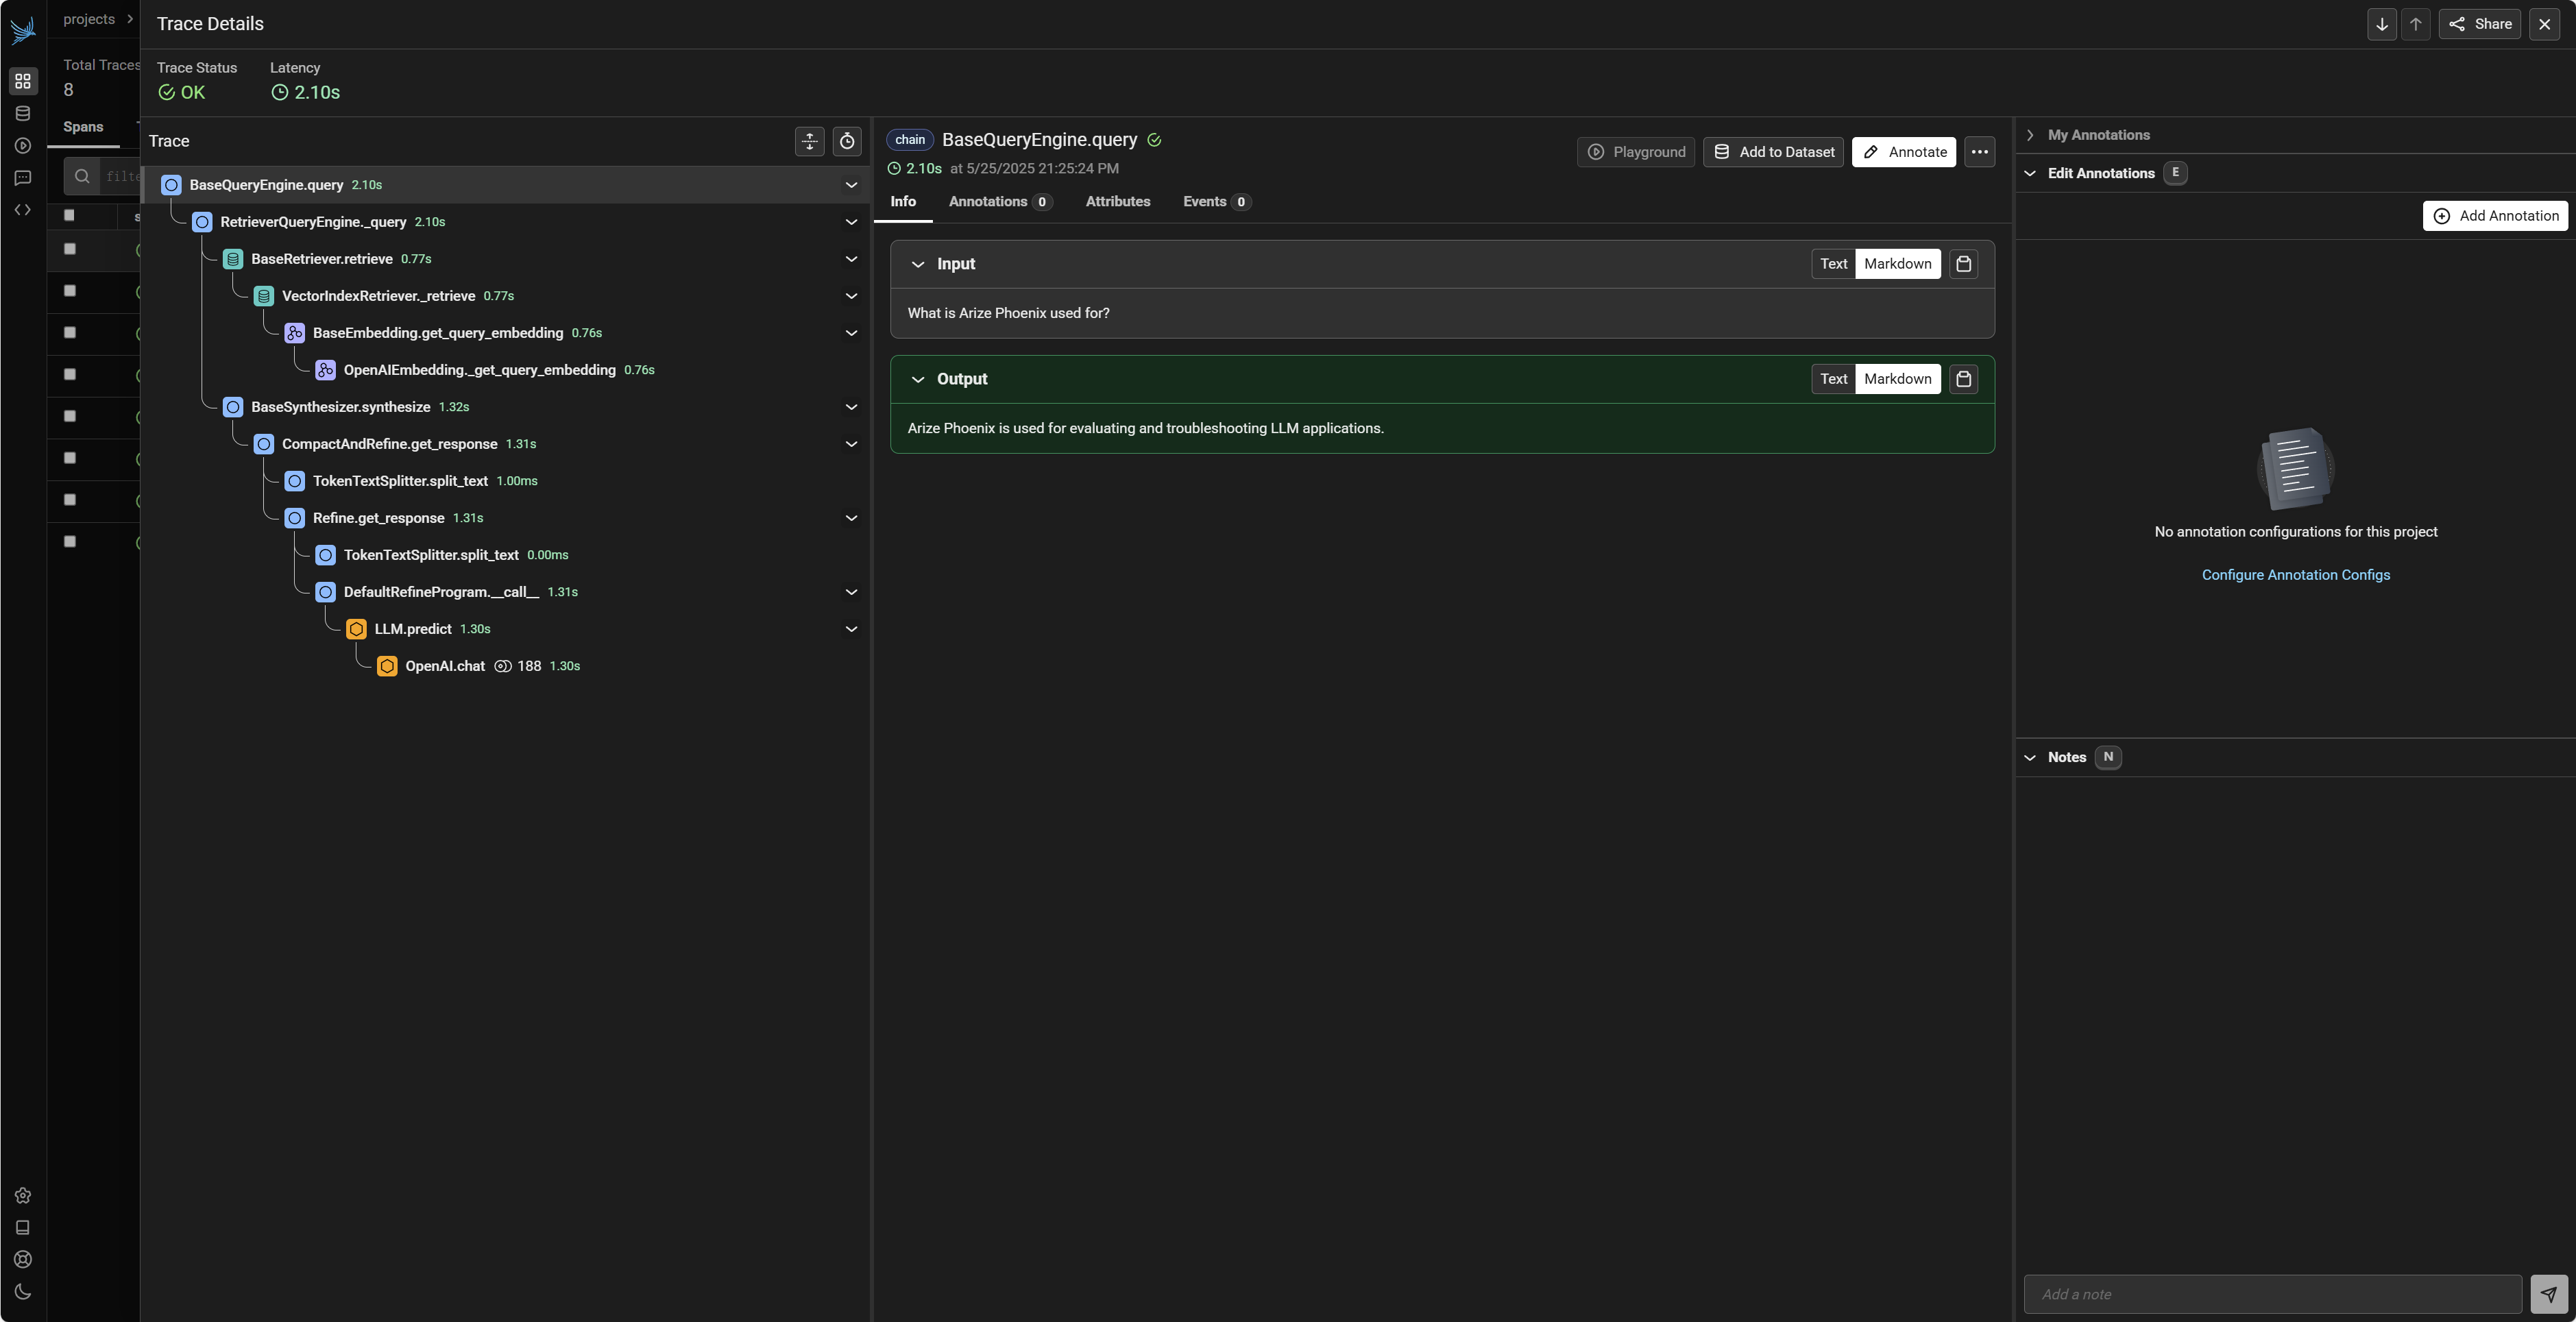 projects
Trace Details
Share
Total Traces
8
Trace Status
OK
Latency
2.10s
Spans
Trace
BaseQueryEngine.query 2.10s
RetrieverQueryEngine._query 2.10s
BaseRetriever.retrieve 0.77s
VectorIndexRetriever._retrieve 0.77s
BaseEmbedding.get_query_embedding 0.76s
OpenAIEmbedding._get_query_embedding 0.76s
BaseSynthesizer.synthesize 1.32s
CompactAndRefine.get_response 1.31s
TokenTextSplitter.split_text 1.00ms
Refine.get_response 1.31s
TokenTextSplitter.split_text 0.00ms
DefaultRefineProgram.__call__ 1.31s
LLM.predict 1.30s
OpenAI.chat 188 1.30s
chain BaseQueryEngine.query
2.10s at 5/25/2025 21:25:24 PM
Playground Add to Dataset Annotate
Info Annotations 0 Attributes Events 0
Input Text Markdown
What is Arize Phoenix used for?
Output Text Markdown
Arize Phoenix is used for evaluating and troubleshooting LLM applications.
My Annotations
Edit Annotations E
Add Annotation
No annotation configurations for this project
Configure Annotation Configs
Notes N
Add a note